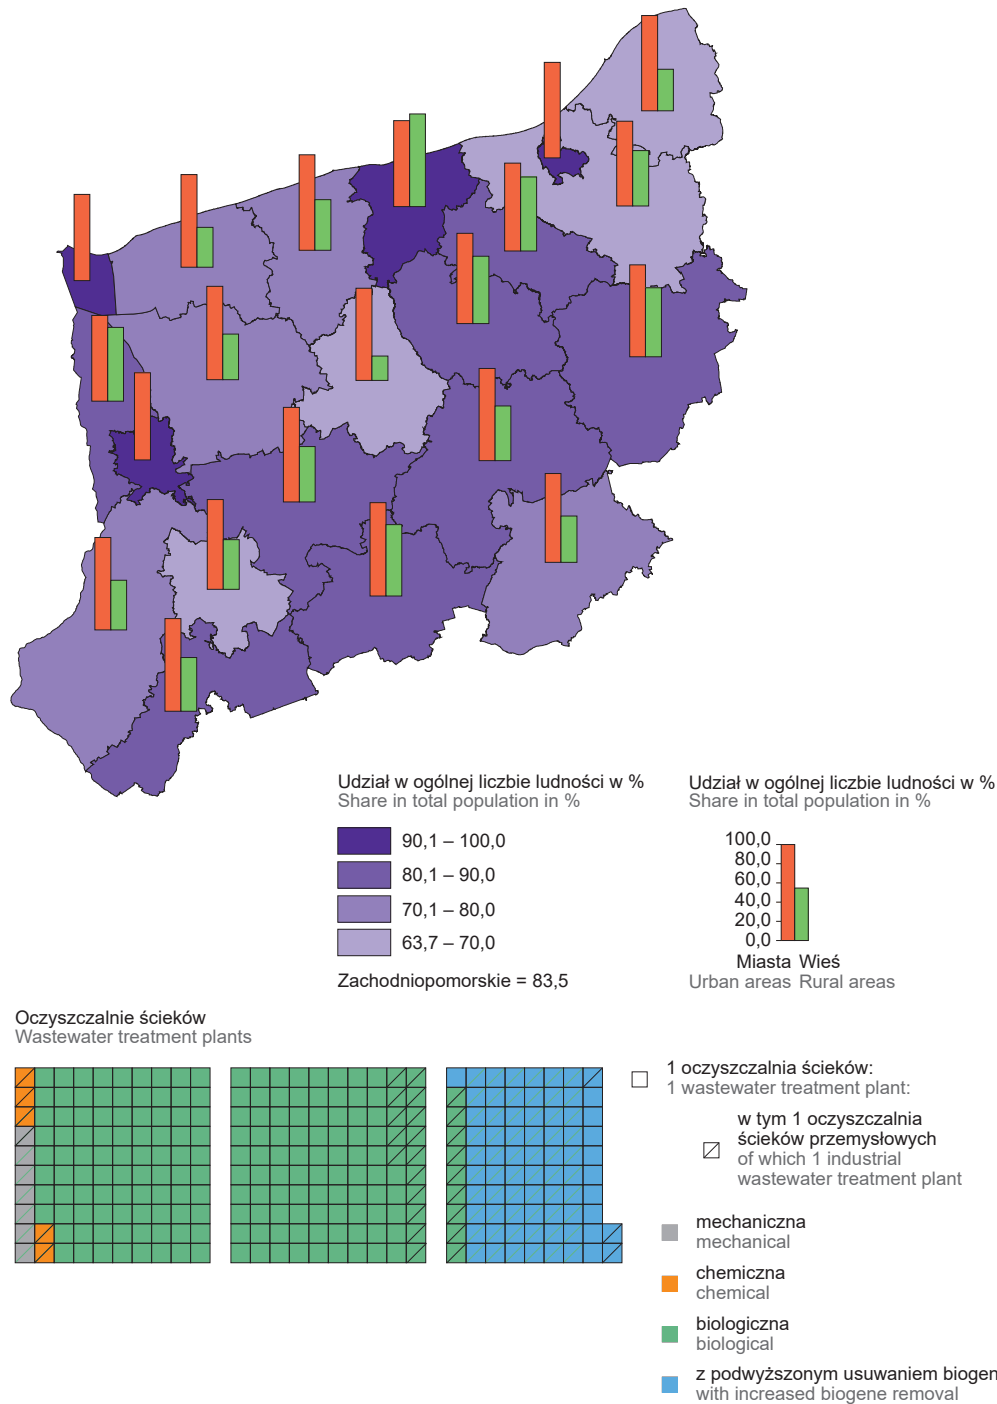 Udział w ogólnej liczbie ludności w %
Share in total population in %
90,1 – 100,0
80,1 – 90,0
70,1 – 80,0
63,7 – 70,0
Zachodniopomorskie = 83,5
Udział w ogólnej liczbie ludności w %
Share in total population in %
100,0
80,0
60,0
40,0
20,0
0,0
Miasta Wieś
Urban areas Rural areas
Oczyszczalnie ścieków
Wastewater treatment plants
1 oczyszczalnia ścieków:
1 wastewater treatment plant:
w tym 1 oczyszczalnia
ścieków przemysłowych
of which 1 industrial
wastewater treatment plant
mechaniczna
mechanical
chemiczna
chemical
biologiczna
biological
z podwyższonym usuwaniem biogen
with increased biogene removal